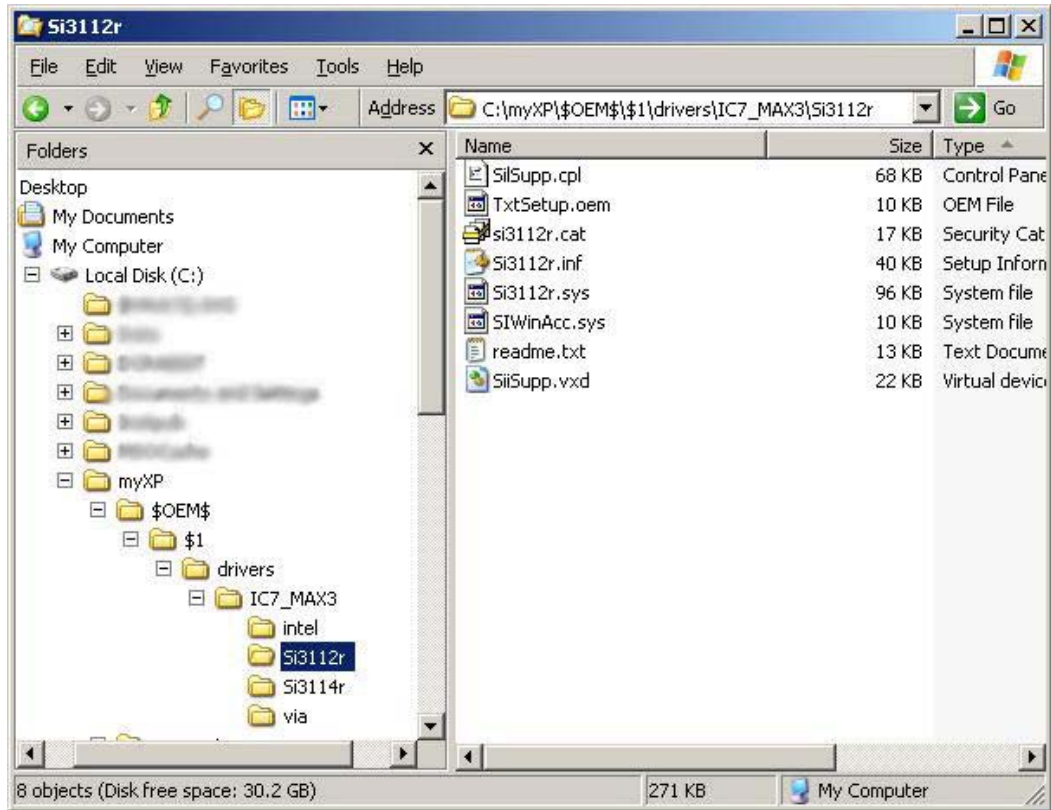 Si3112r
File Edit View Favorites Tools Help
Address C:\myXP\$OEM$\$1\drivers\IC7_MAX3\Si3112r Go
Folders
Desktop
My Documents
My Computer
Local Disk (C:)
myXP
$OEM$
$1
drivers
IC7_MAX3
intel
Si3112r
Si3114r
via
Name Size Type
SilSupp.cpl 68 KB Control Pane
TxtSetup.oem 10 KB OEM File
si3112r.cat 17 KB Security Cat
Si3112r.inf 40 KB Setup Inform
Si3112r.sys 96 KB System file
SIWinAcc.sys 10 KB System file
readme.txt 13 KB Text Docume
SiiSupp.vxd 22 KB Virtual device
8 objects (Disk free space: 30.2 GB) 271 KB My Computer